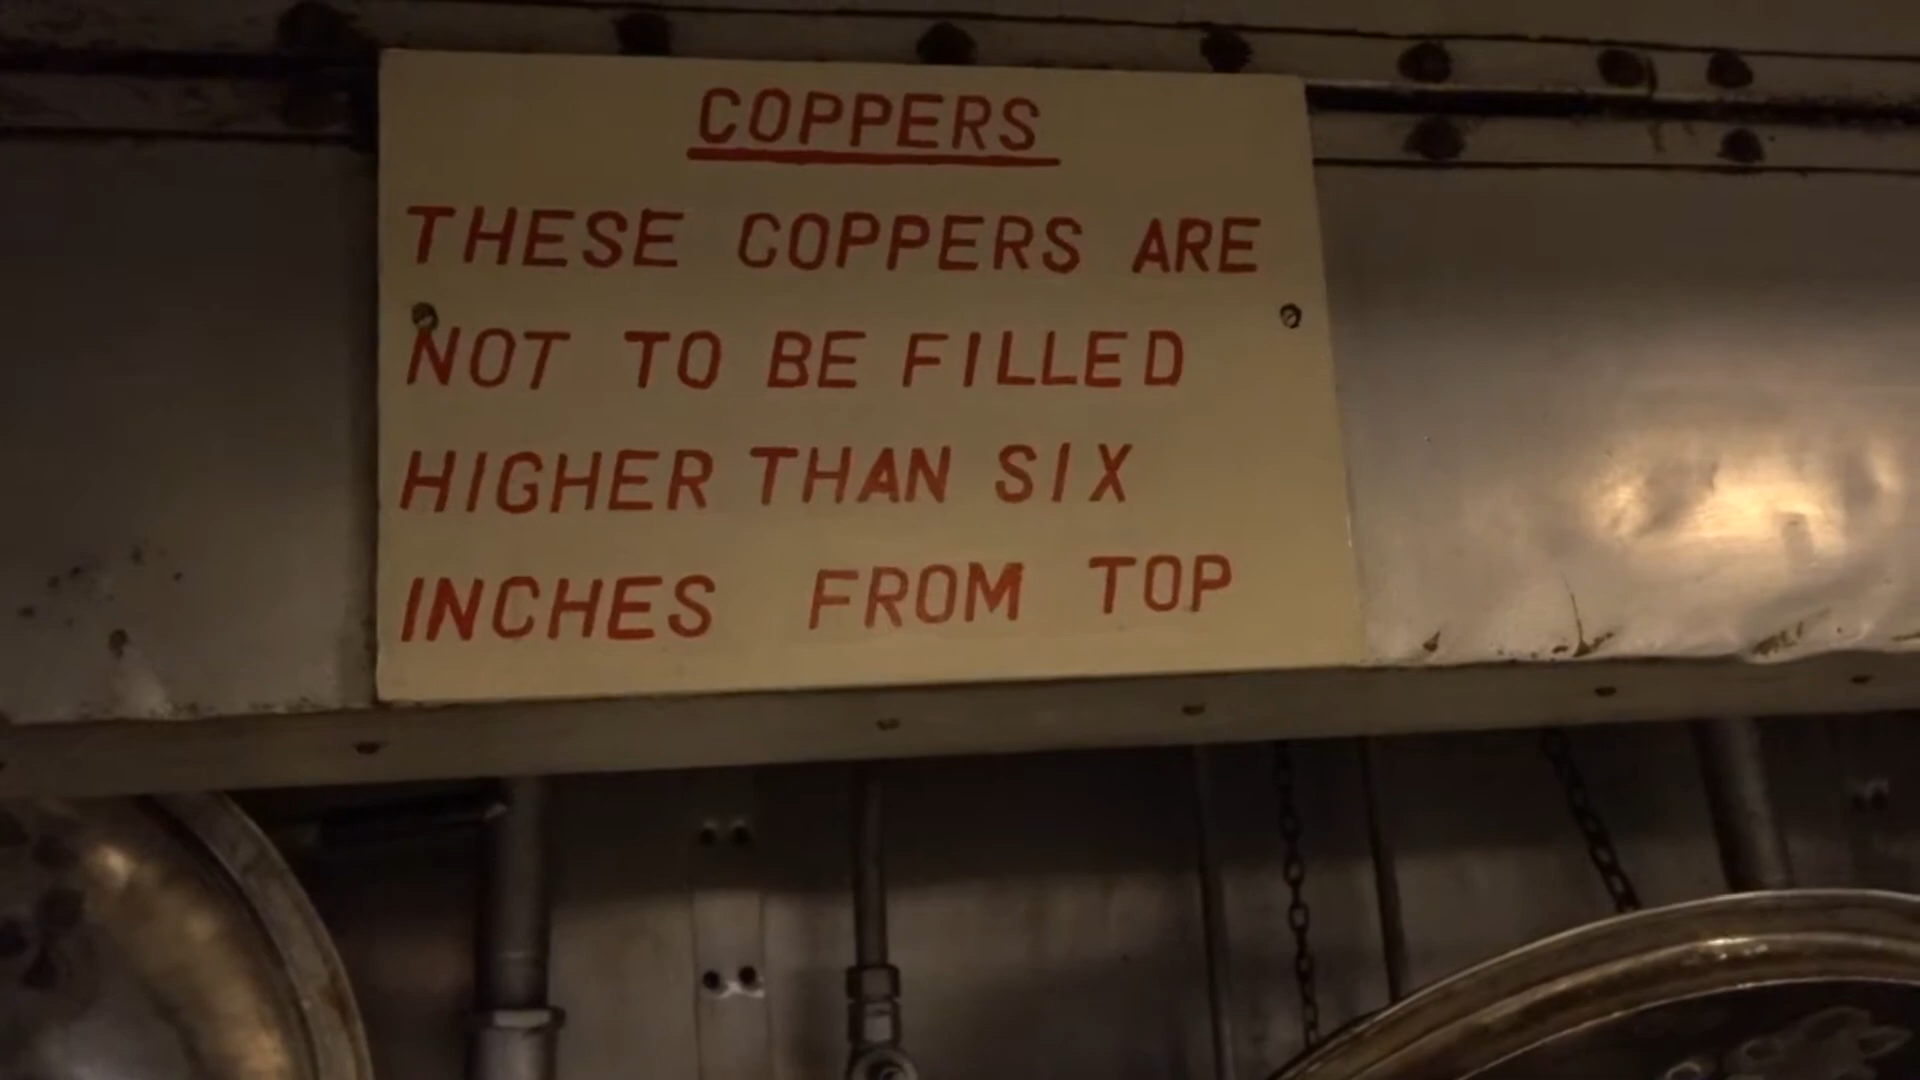 COPPERS
THESE COPPERS ARE
NOT TO BE FILLED
HIGHER THAN SIX
INCHES FROM TOP